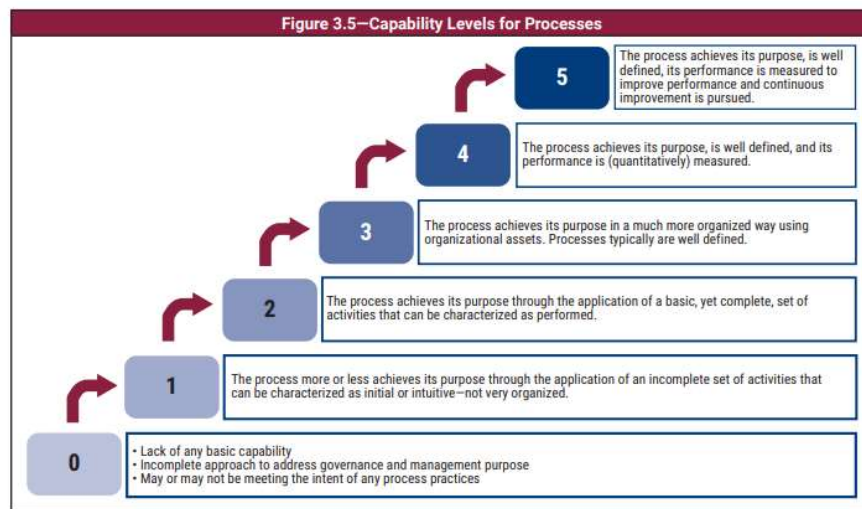 Figure 3.5—Capability Levels for Processes
5
The process achieves its purpose, is well
defined, its performance is measured to
improve performance and continuous
improvement is pursued.
4
The process achieves its purpose, is well defined, and its
performance is (quantitatively) measured.
3
The process achieves its purpose in a much more organized way using
organizational assets. Processes typically are well defined.
2
The process achieves its purpose through the application of a basic, yet complete, set of
activities that can be characterized as performed.
1
The process more or less achieves its purpose through the application of an incomplete set of activities that
can be characterized as initial or intuitive—not very organized.
0
• Lack of any basic capability
• Incomplete approach to address governance and management purpose
• May or may not be meeting the intent of any process practices